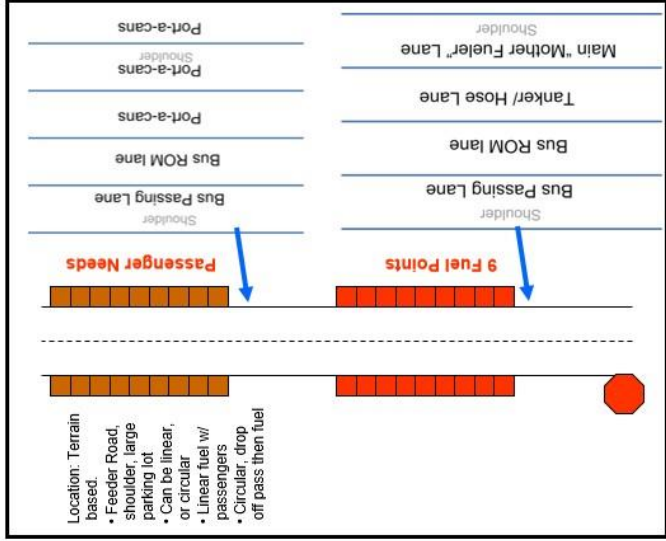 Main "Mother Fueler" Lane
Shoulder
Tanker/ Hose Lane
Bus ROM lane
Bus Passing Lane
Shoulder
9 Fuel Points
Port-a-cans
Shoulder
Port-a-cans
Port-a-cans
Bus ROM lane
Bus Passing Lane
Shoulder
Passenger Needs
Location: Terrain
based.
• Feeder Road,
shoulder, large
parking lot
• Can be linear,
or circular
• Linear fuel w/
passengers
• Circular, drop
off pass then fuel